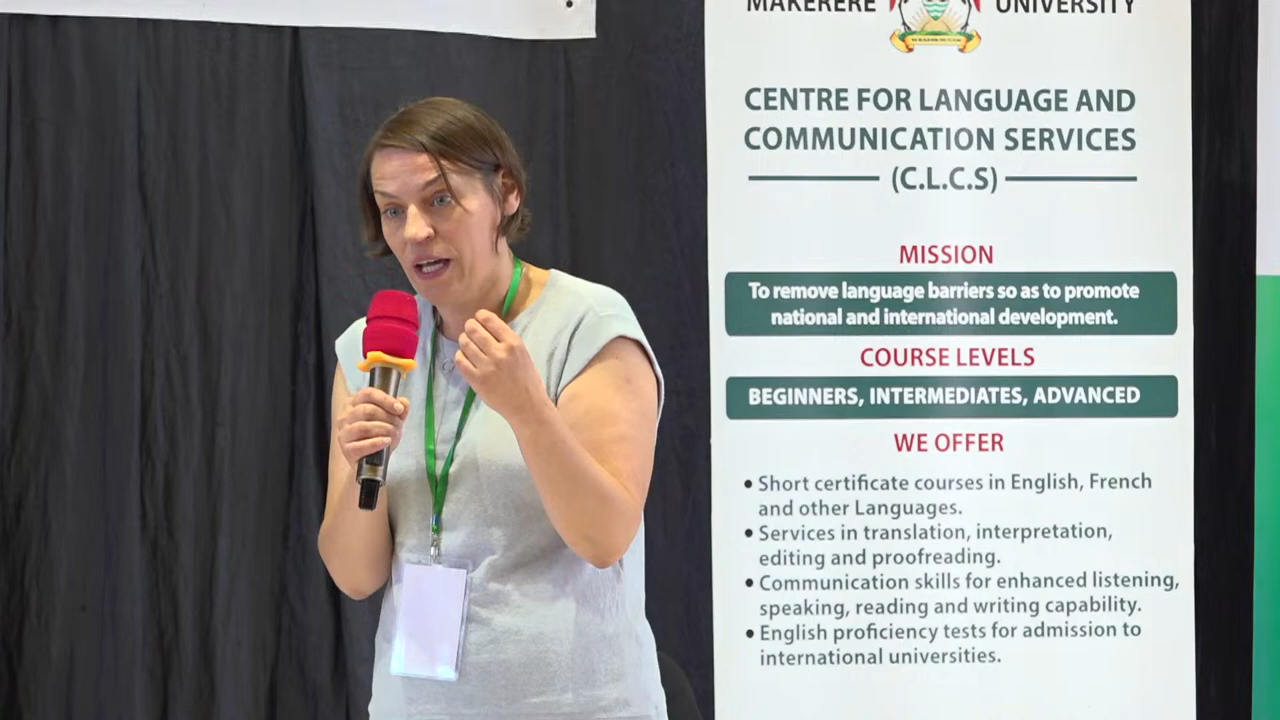 MAKERERE UNIVERSITY
CENTRE FOR LANGUAGE AND
COMMUNICATION SERVICES
(C.L.C.S)
MISSION
To remove language barriers so as to promote
national and international development.
COURSE LEVELS
BEGINNERS, INTERMEDIATES, ADVANCED
WE OFFER
• Short certificate courses in English, French
and other Languages.
• Services in translation, interpretation,
editing and proofreading.
• Communication skills for enhanced listening,
speaking, reading and writing capability.
• English proficiency tests for admission to
international universities.